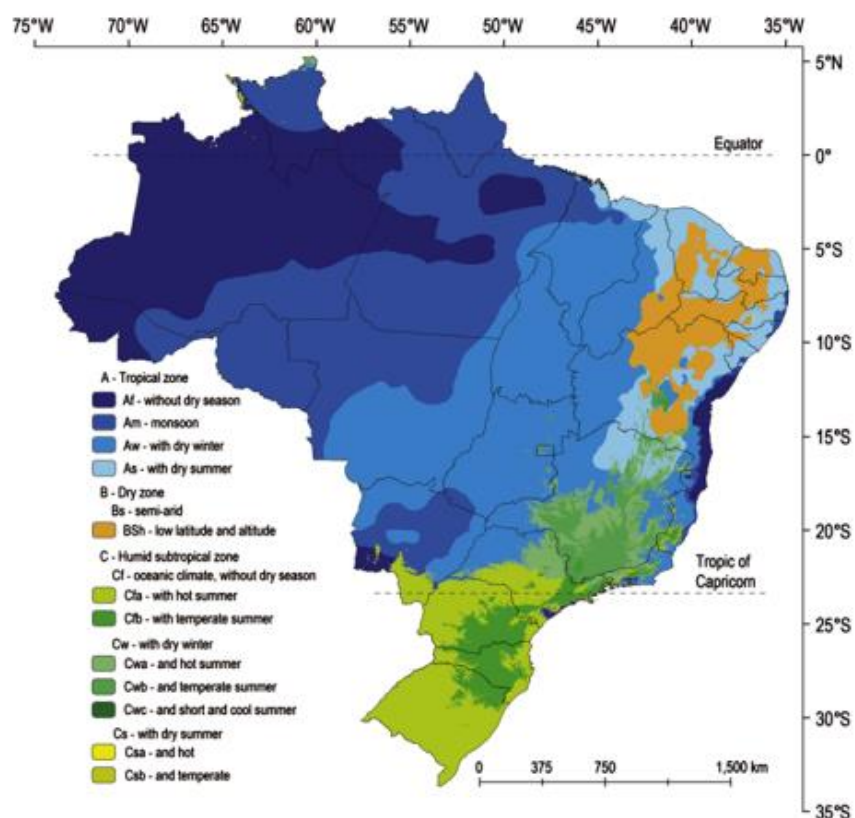 75°W 70°W 65°W 60°W 55°W 50°W 45°W 40°W 35°W
5°N
Equator
0°
5°S
10°S
A - Tropical zone
Af - without dry season
Am - monsoon
Aw - with dry winter
As - with dry summer
15°S
B - Dry zone
Bs - semi-arid
BSh - low latitude and altitude
20°S
C - Humid subtropical zone
Cf - oceanic climate, without dry season
Tropic of
Capricorn
Cfa - with hot summer
Cfb - with temperate summer
25°S
Cw - with dry winter
Cwa - and hot summer
Cwb - and temperate summer
Cwc - and short and cool summer
30°S
Cs - with dry summer
Csa - and hot
Csb - and temperate
0 375 750 1,500 km
35°S